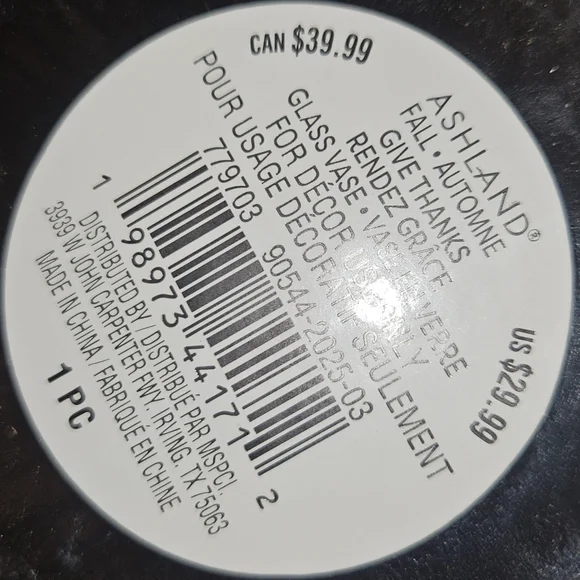 CAN $39.99
ASHLAND®
FALL • AUTOMNE
GIVE THANKS
RENDEZ GRÂCE
GLASS VASE • VASE VERRE
FOR DÉCOR USE ONLY
POUR USAGE DÉCORATIF SEULEMENT
779703 90544-2025-03
1 98973 44171 2
DISTRIBUTED BY / DISTRIBUÉ PAR MSPCI,
3939 W JOHN CARPENTER FWY. IRVING, TX 75063
MADE IN CHINA / FABRIQUÉ EN CHINE
1 PC
US $29.99